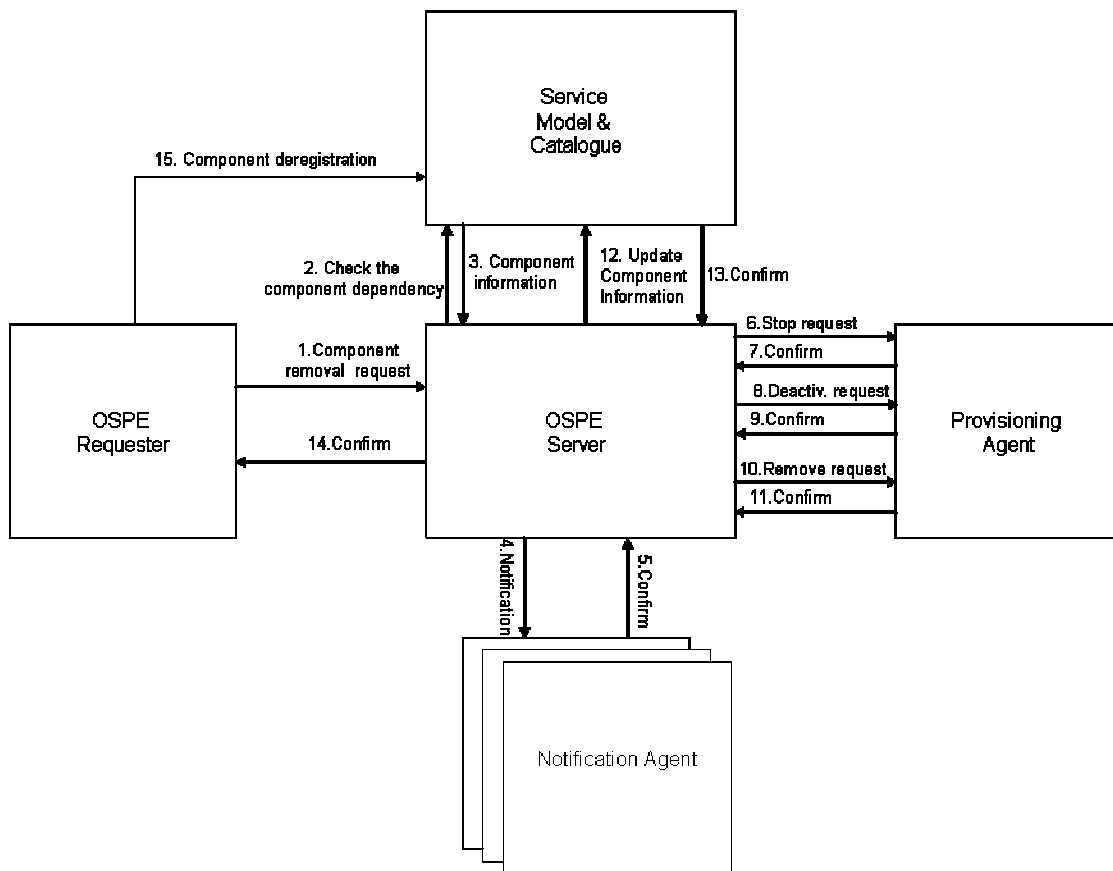 Service
Model &
Catalogue
15. Component deregistration
2. Check the
component dependency
3. Component
information
12. Update
Component
Information
13.Confirm
OSPE
Requester
1.Component
removal request
14.Confirm
OSPE
Server
6.Stop request
7.Confirm
8.Deactiv. request
9.Confirm
10.Remove request
11.Confirm
Provisioning
Agent
4.Notification
5.Confirm
Notification Agent